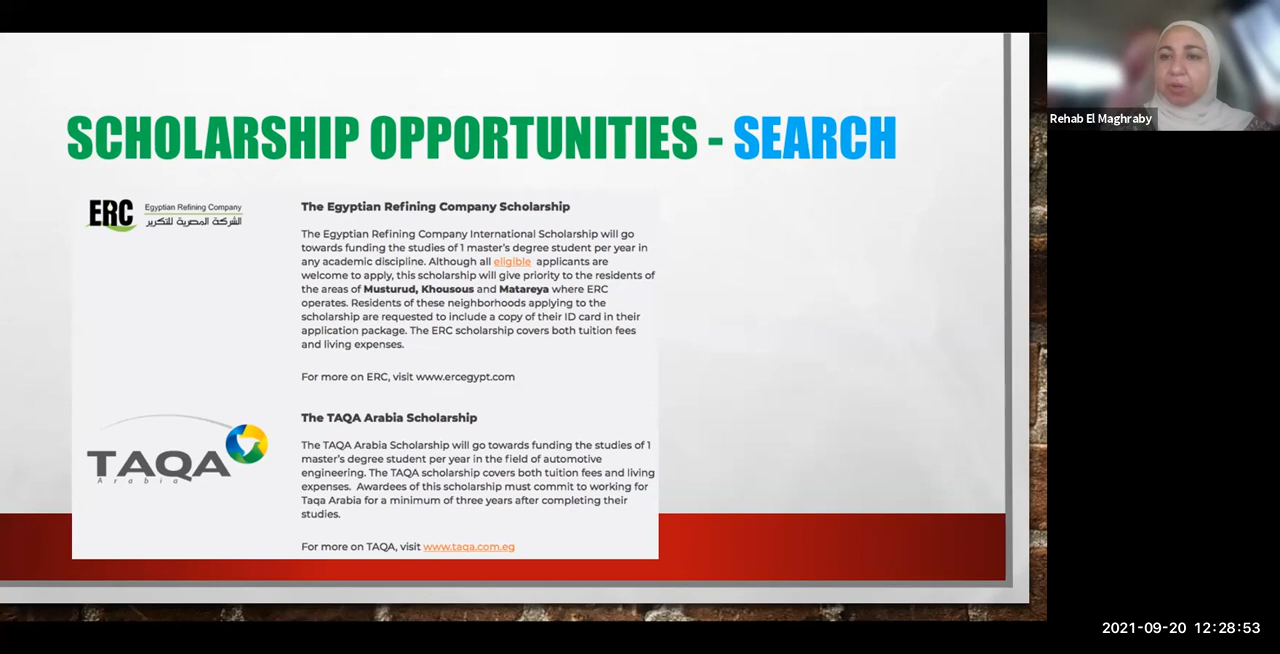 Rehab El Maghraby
SCHOLARSHIP OPPORTUNITIES - SEARCH
ERC
Egyptian Refining Company
الشركة المصرية للتكرير
The Egyptian Refining Company Scholarship
The Egyptian Refining Company International Scholarship will go
towards funding the studies of 1 master's degree student per year in
any academic discipline. Although all eligible applicants are
welcome to apply, this scholarship will give priority to the residents of
the areas of Musturud, Khousous and Matareya where ERC
operates. Residents of these neighborhoods applying to the
scholarship are requested to include a copy of their ID card in their
application package. The ERC scholarship covers both tuition fees
and living expenses.
For more on ERC, visit www.ercegypt.com
TAQA
Arabia
The TAQA Arabia Scholarship
The TAQA Arabia Scholarship will go towards funding the studies of 1
master's degree student per year in the field of automotive
engineering. The TAQA scholarship covers both tuition fees and living
expenses. Awardees of this scholarship must commit to working for
Taqa Arabia for a minimum of three years after completing their
studies.
For more on TAQA, visit www.taqa.com.eg
2021-09-20 12:28:53